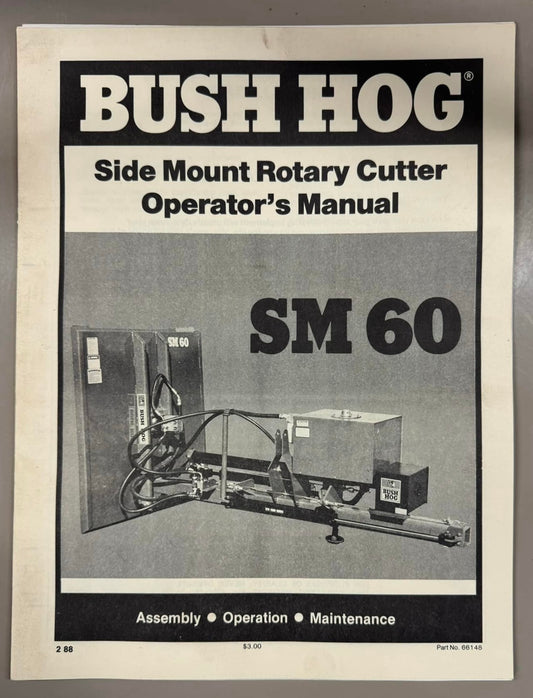 BUSH HOG®
Side Mount Rotary Cutter
Operator's Manual
SM 60
SM 60
BUSH HOG
BUSH
HOG
Assembly ● Operation ● Maintenance
2 88
$3.00
Part No. 66148